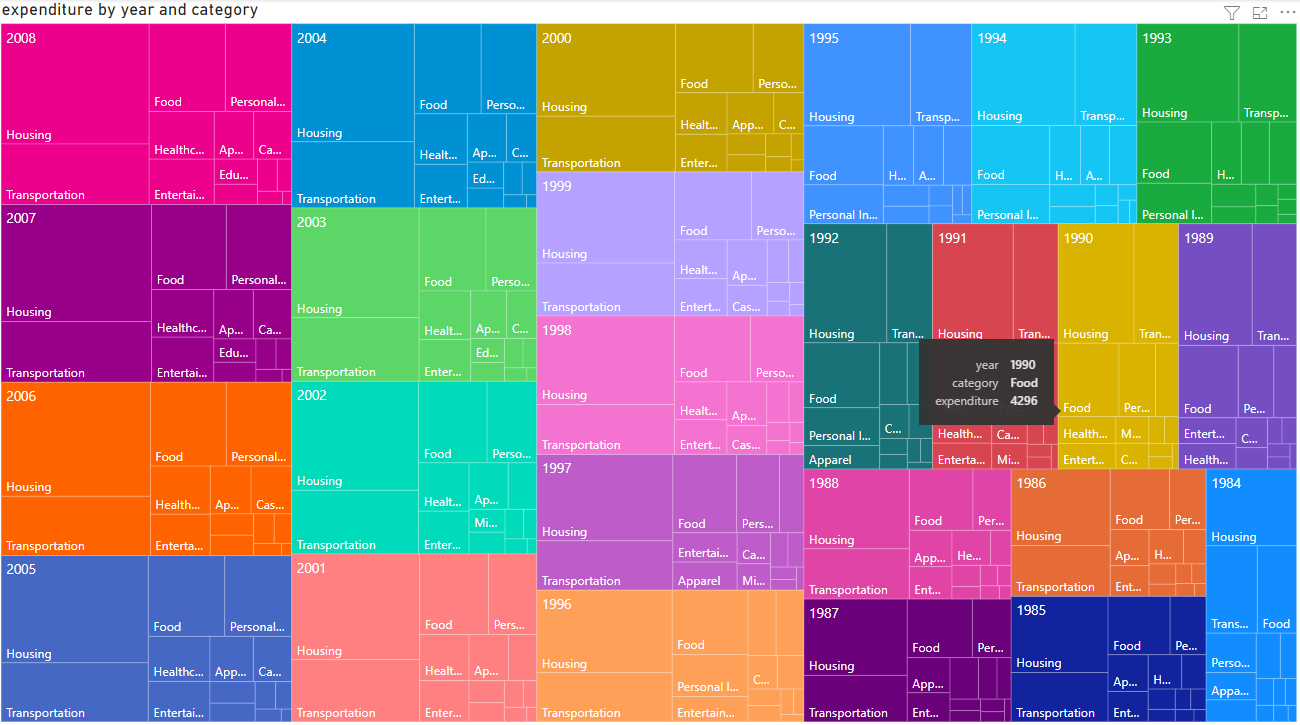 expenditure by year and category
2008
Housing
Transportation
Food
Personal...
Healthc...
Ap...
Ca...
Edu...
Entertai...
2007
Housing
Transportation
Food
Personal...
Healthc...
Ap...
Ca...
Edu...
Entertai...
2006
Housing
Transportation
Food
Personal...
Health...
Ap...
Cas...
Enterta...
2005
Housing
Transportation
Food
Personal...
Healthc...
App...
Ca...
Entertai...
2004
Housing
Transportation
Food
Perso...
Healt...
Ap...
C...
Ed...
Entert...
2003
Housing
Transportation
Food
Perso...
Healt...
Ap...
C...
Ed...
Enter...
2002
Housing
Transportation
Food
Perso...
Healt...
Ap...
Mi...
Enter...
2001
Housing
Transportation
Food
Pers...
Healt...
Ap...
Enter...
2000
Housing
Transportation
Food
Perso...
Healt...
App...
C...
Enter...
1999
Housing
Transportation
Food
Perso...
Healt...
Ap...
Entert...
Cas...
1998
Housing
Transportation
Food
Perso...
Healt...
Ap...
Entert...
Cas...
1997
Housing
Transportation
Food
Pers...
Entertai...
Ca...
Apparel
Mi...
1996
Housing
Transportation
Food
Personal I...
C...
Entertain...
1995
Housing
Transp...
Food
H...
A...
Personal In...
1994
Housing
Transp...
Food
H...
A...
Personal I...
1993
Housing
Transp...
Food
H...
Personal I...
1992
Housing
Tran...
Food
Personal I...
C...
Apparel
1991
Housing
Tran...
year 1990
category Food
expenditure 4296
Health...
Ca...
Enterta...
Mi...
1990
Housing
Tran...
Food
Per...
Health...
M...
Entert...
C...
1989
Housing
Tran...
Food
Pe...
Entert...
C...
Health...
1988
Housing
Transportation
Food
Per...
App...
He...
Ent...
1987
Housing
Transportation
Food
Per...
App...
Ent...
1986
Housing
Transportation
Food
Per...
Ap...
H...
Ent...
1985
Housing
Transportation
Food
Pe...
Ap...
H...
Ent...
1984
Housing
Trans...
Food
Perso...
Appa...